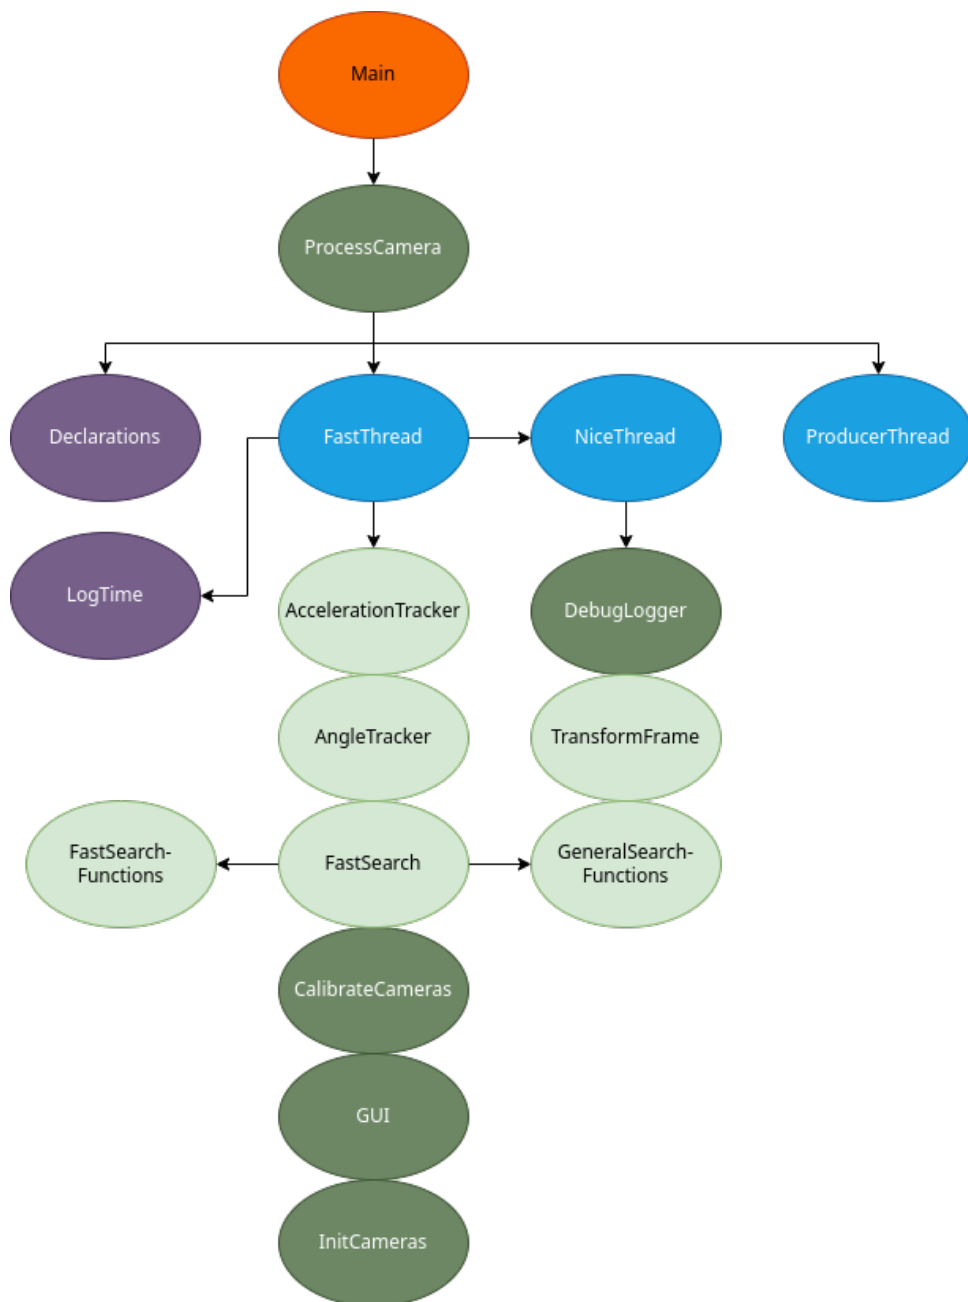 Main
ProcessCamera
Declarations
FastThread
NiceThread
ProducerThread
LogTime
AccelerationTracker
DebugLogger
AngleTracker
TransformFrame
FastSearch-
Functions
FastSearch
GeneralSearch-
Functions
CalibrateCameras
GUI
InitCameras